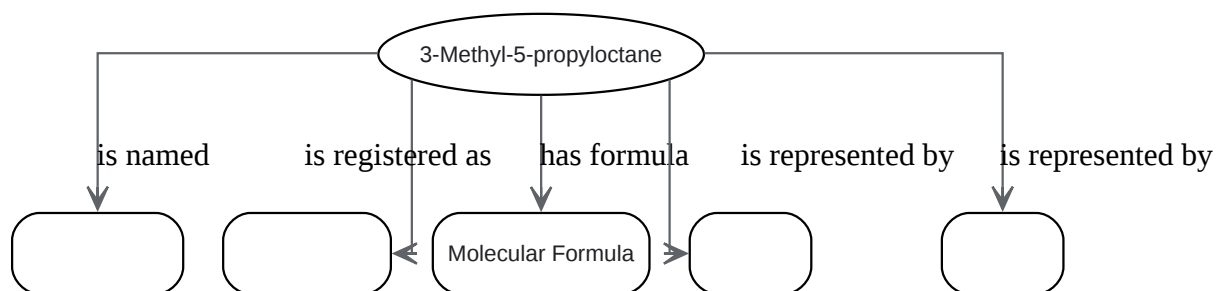 3-Methyl-5-propyloctane
is named
is registered as
has formula
is represented by
is represented by
Molecular Formula